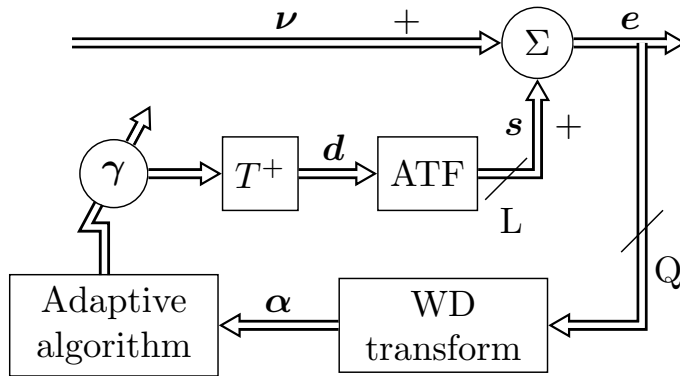 ν + Σ e
γ T⁺ d ATF s +
L
Q
Adaptive
algorithm
α
WD
transform